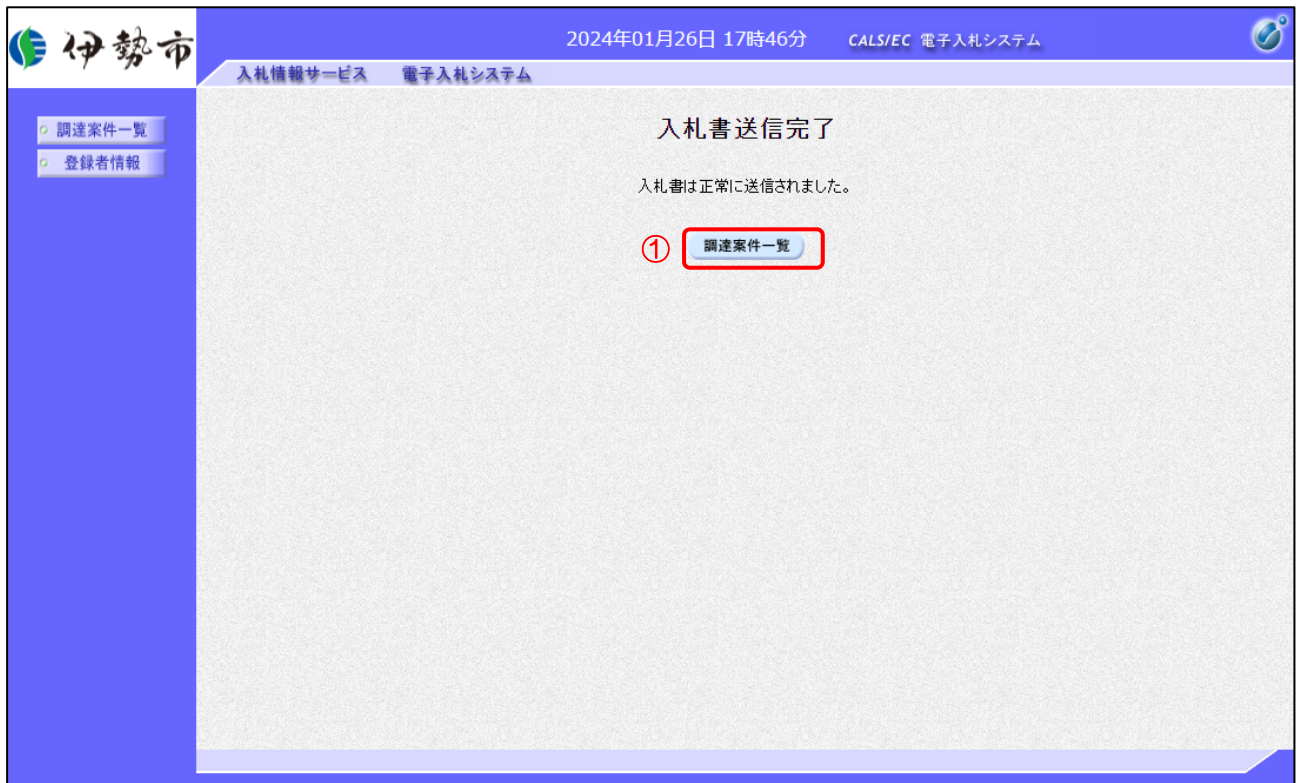 伊勢市
2024年01月26日 17時46分 CALS/EC 電子入札システム
入札情報サービス 電子入札システム
調達案件一覧
登録者情報
入札書送信完了
入札書は正常に送信されました。
① 調達案件一覧